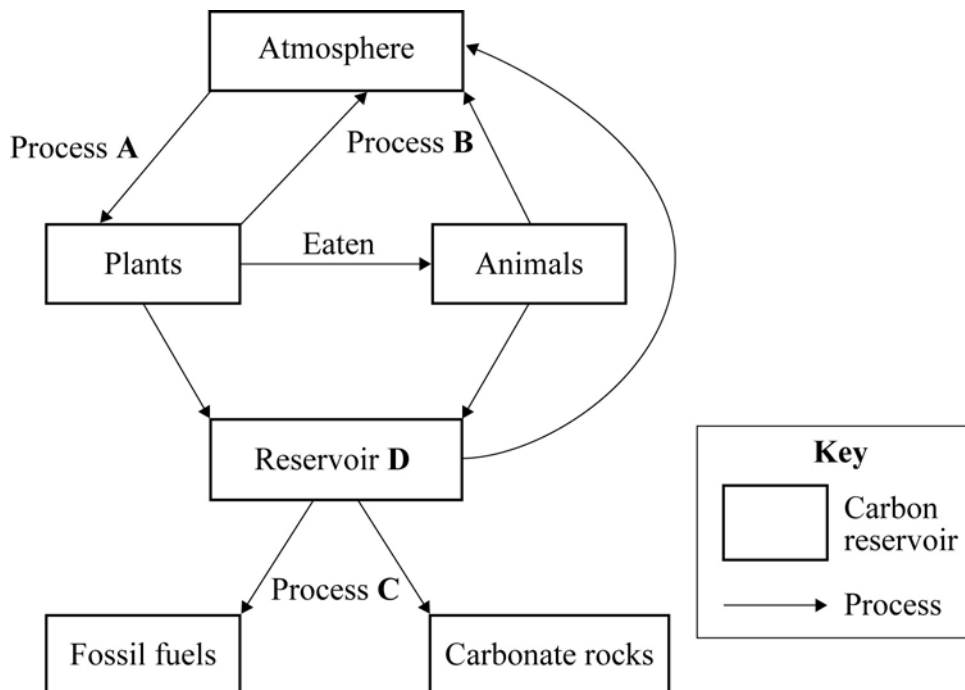 Atmosphere
Process A
Process B
Plants
Eaten
Animals
Reservoir D
Process C
Fossil fuels
Carbonate rocks
Key
Carbon
reservoir
Process